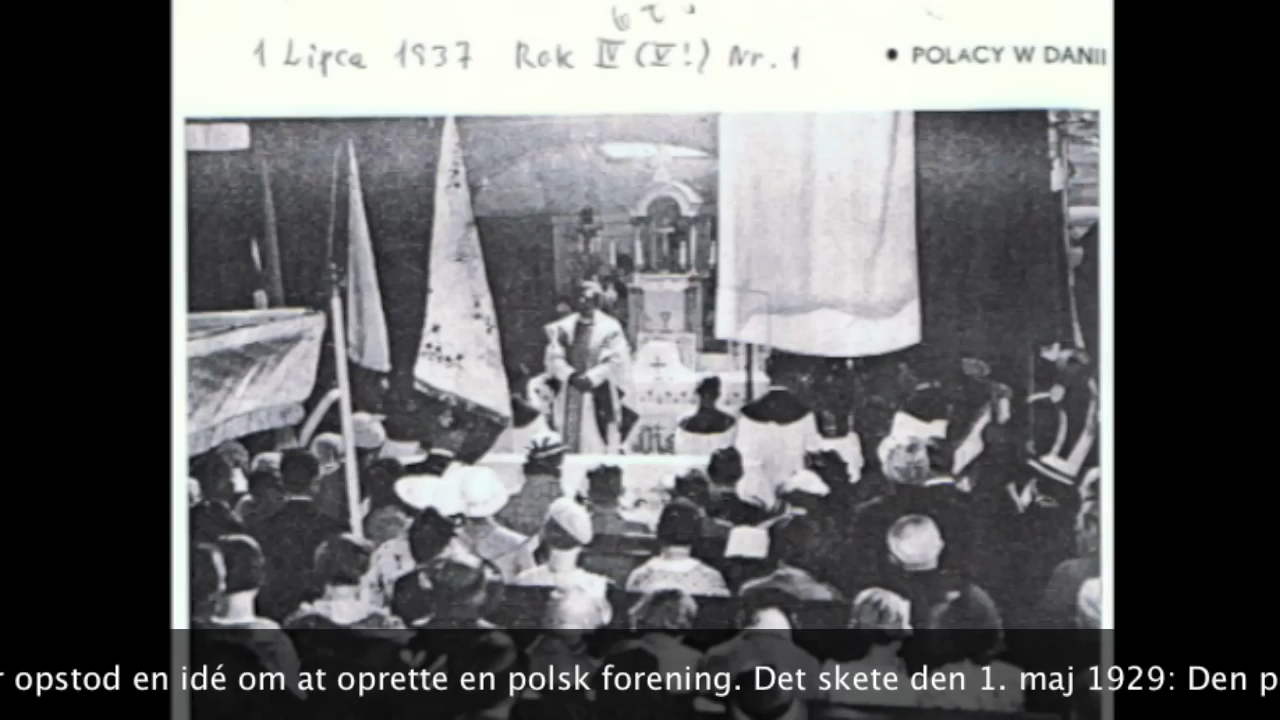 1 Lipca 1937 Rok IV (V!) Nr. 1
• POLACY W DANII
opstod en idé om at oprette en polsk forening. Det skete den 1. maj 1929: Den